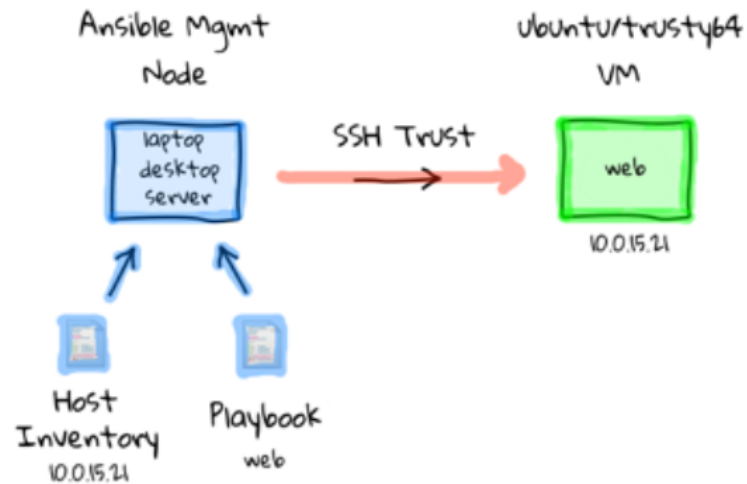 Ansible Mgmt
Node
laptop
desktop
server
SSH Trust
ubuntu/trusty64
VM
web
10.0.15.21
Host
Inventory
10.0.15.21
Playbook
web